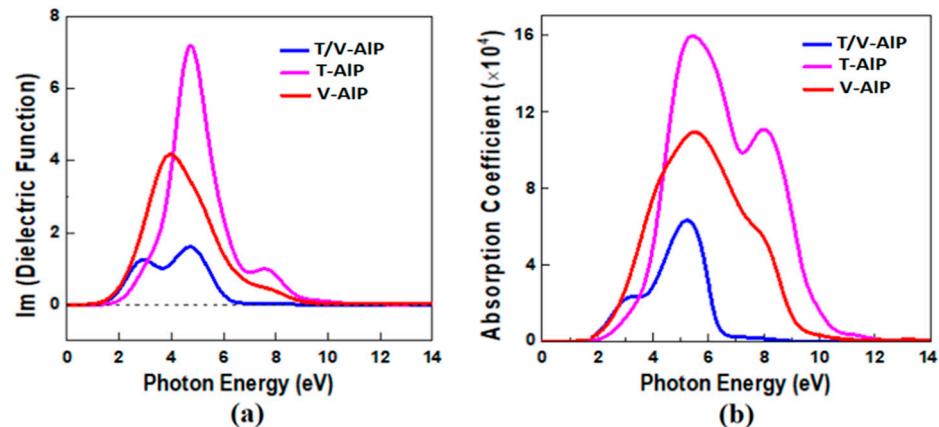 Im (Dielectric Function)
8
6
4
2
0
T/V-AlP
T-AlP
V-AlP
0 2 4 6 8 10 12 14
Photon Energy (eV)
(a)
Absorption Coefficient (×10⁴)
16
12
8
4
0
T/V-AlP
T-AlP
V-AlP
0 2 4 6 8 10 12 14
Photon Energy (eV)
(b)